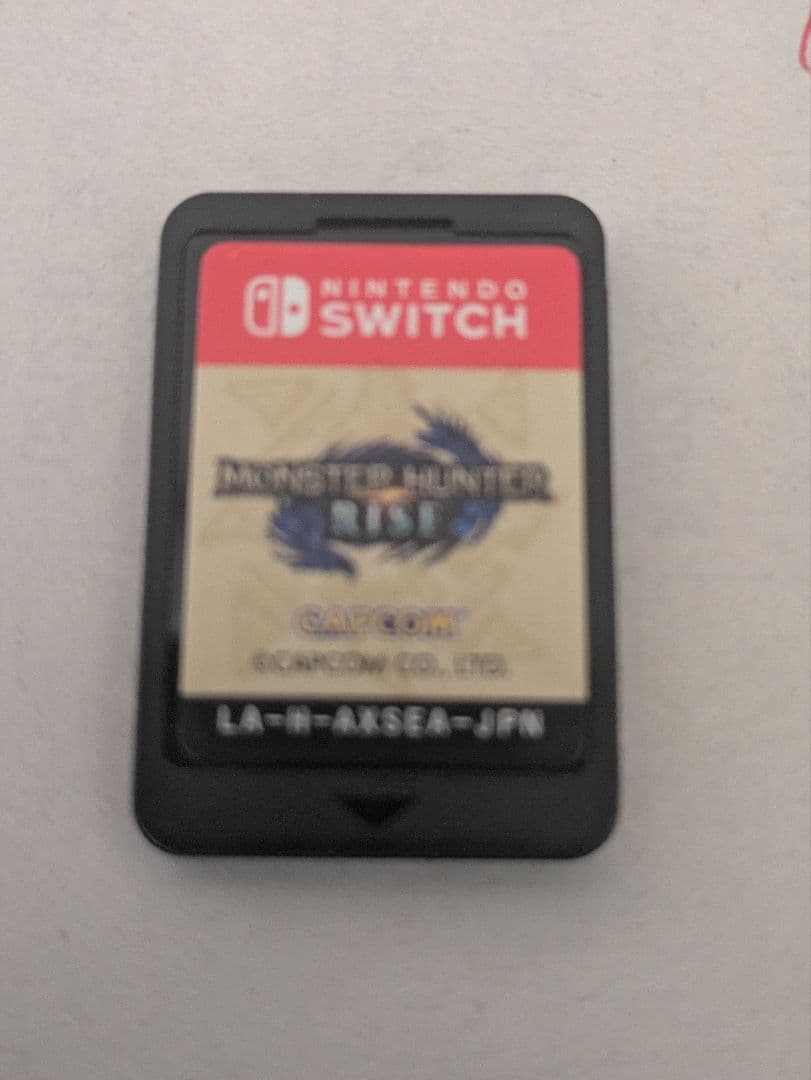 NINTENDO
SWITCH
MONSTER HUNTER
RISE
CAPCOM
©CAPCOM CO., LTD.
LA-H-AXSEA-JPN